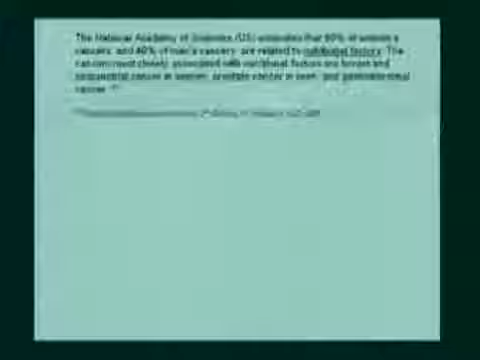 The National Academy of Sciences (US) estimates that 60% of women's
cancers, and 40% of men's cancers, are related to nutritional factors. The
cancers most closely associated with nutritional factors are breast and
endometrial cancer in women, prostate cancer in men, and gastrointestinal
cancer.